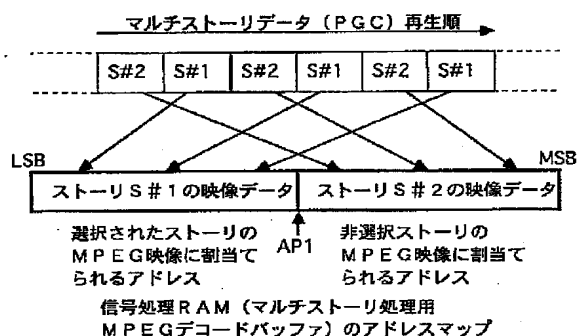 マルチストーリデータ（PGC）再生順
S#2 S#1 S#2 S#1 S#2 S#1
LSB MSB
ストーリS#1の映像データ ストーリS#2の映像データ
選択されたストーリの
MPEG映像に割当て
られるアドレス
AP1
非選択ストーリの
MPEG映像に割当て
られるアドレス
信号処理RAM（マルチストーリ処理用
MPEGデコードバッファ）のアドレスマップ